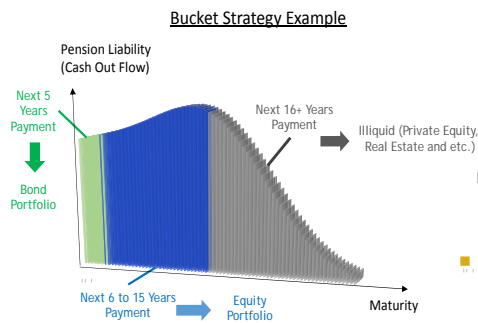 Bucket Strategy Example
Pension Liability
(Cash Out Flow)
Next 5
Years
Payment
Bond
Portfolio
Next 16+ Years
Payment
Illiquid (Private Equity,
Real Estate and etc.)
Next 6 to 15 Years
Payment
Equity
Portfolio
Maturity